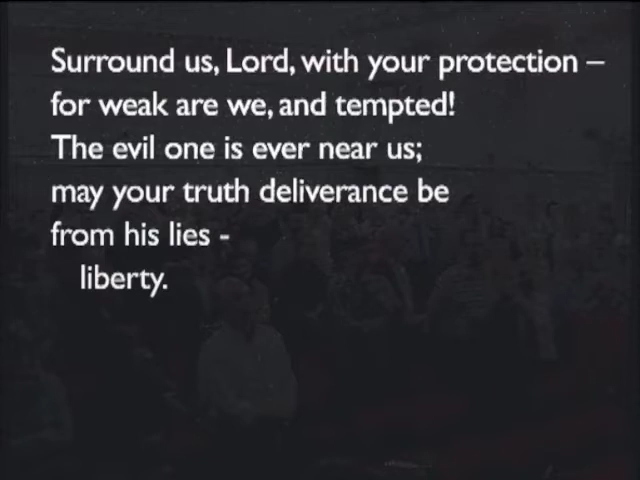 Surround us, Lord, with your protection –
for weak are we, and tempted!
The evil one is ever near us;
may your truth deliverance be
from his lies -
liberty.